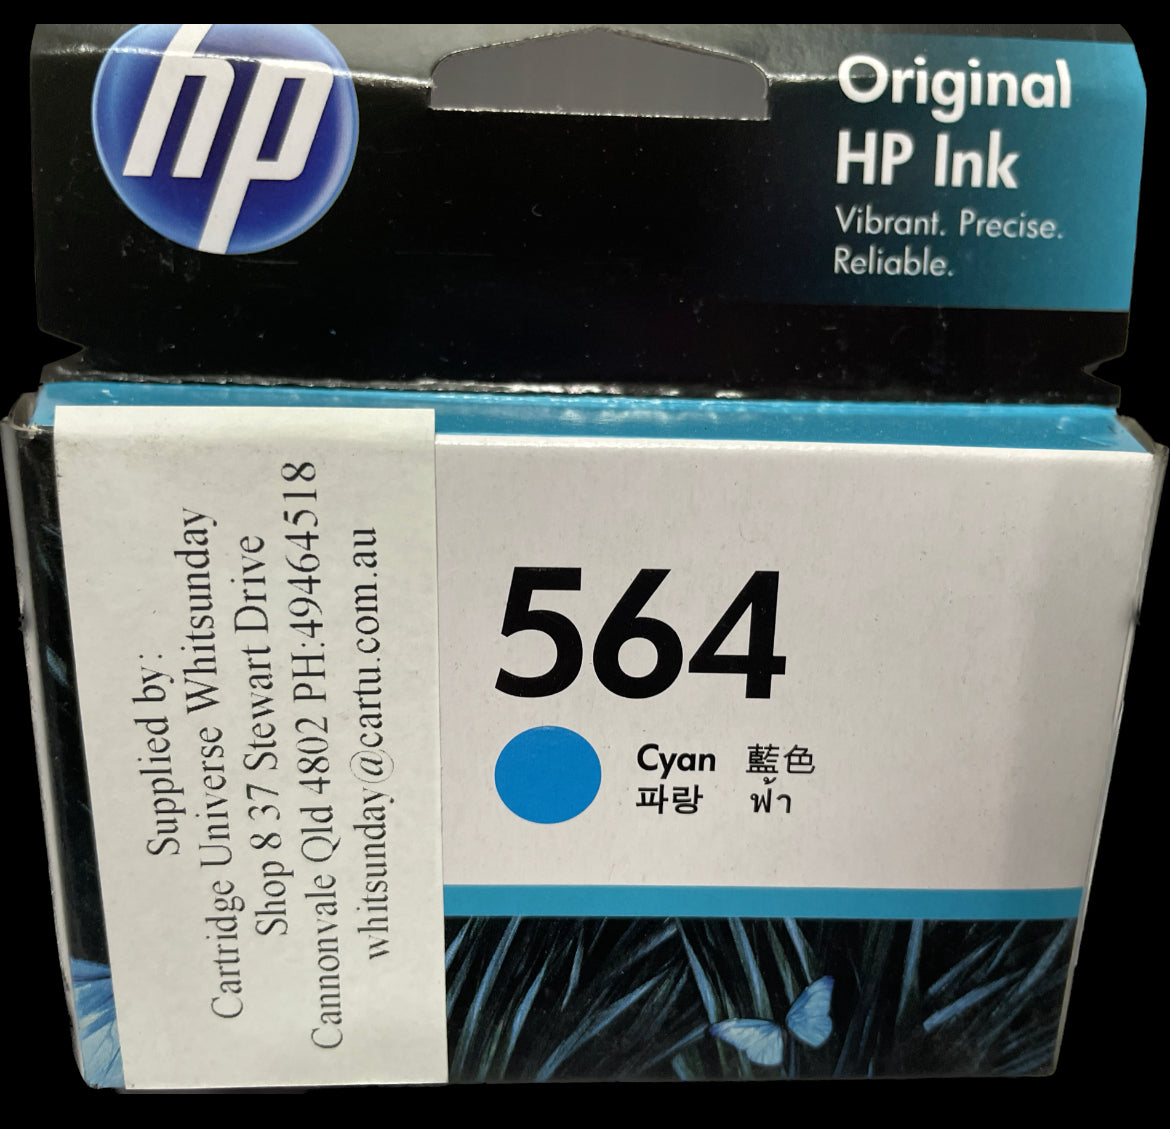 hp
Original
HP Ink
Vibrant. Precise.
Reliable.
Supplied by:
Cartridge Universe Whitsunday
Shop 8 37 Stewart Drive
Cannonvale Qld 4802 PH:49464518
whitsunday@cartu.com.au
564
Cyan 藍色
파랑 ฟ้า